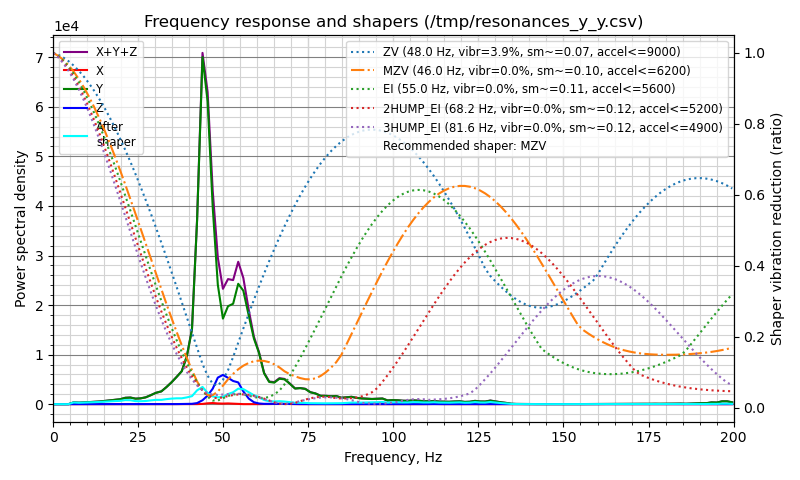 Frequency response and shapers (/tmp/resonances_y_y.csv)
1e4
X+Y+Z
X
Y
Z
After
shaper
ZV (48.0 Hz, vibr=3.9%, sm~=0.07, accel<=9000)
MZV (46.0 Hz, vibr=0.0%, sm~=0.10, accel<=6200)
EI (55.0 Hz, vibr=0.0%, sm~=0.11, accel<=5600)
2HUMP_EI (68.2 Hz, vibr=0.0%, sm~=0.12, accel<=5200)
3HUMP_EI (81.6 Hz, vibr=0.0%, sm~=0.12, accel<=4900)
Recommended shaper: MZV
Power spectral density
7
6
5
4
3
2
1
0
1.0
0.8
0.6
0.4
0.2
0.0
Shaper vibration reduction (ratio)
0 25 50 75 100 125 150 175 200
Frequency, Hz